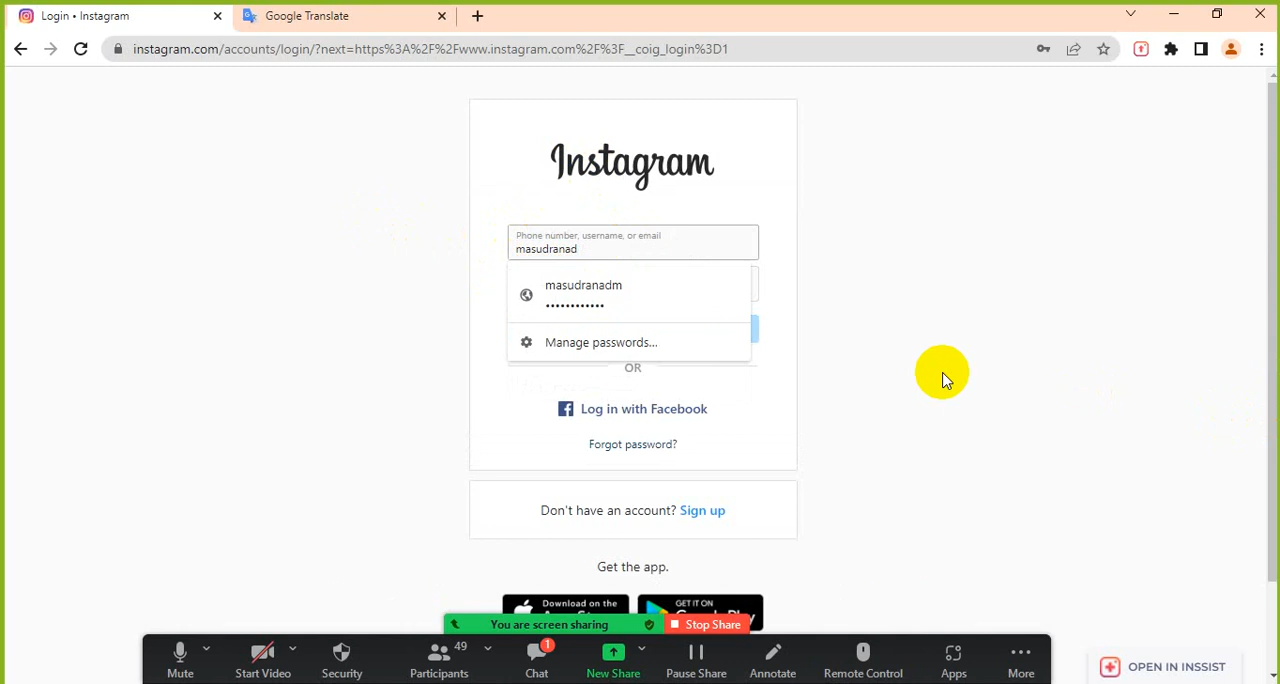 Login • Instagram
Google Translate
instagram.com/accounts/login/?next=https%3A%2F%2Fwww.instagram.com%2F%3F__coig_login%3D1
Instagram
Phone number, username, or email
masudranad
masudranadm
••••••••••••
Manage passwords...
OR
Log in with Facebook
Forgot password?
Don't have an account? Sign up
Get the app.
Download on the
GET IT ON
You are screen sharing
Stop Share
49
1
Mute
Start Video
Security
Participants
Chat
New Share
Pause Share
Annotate
Remote Control
Apps
More
OPEN IN INSSIST